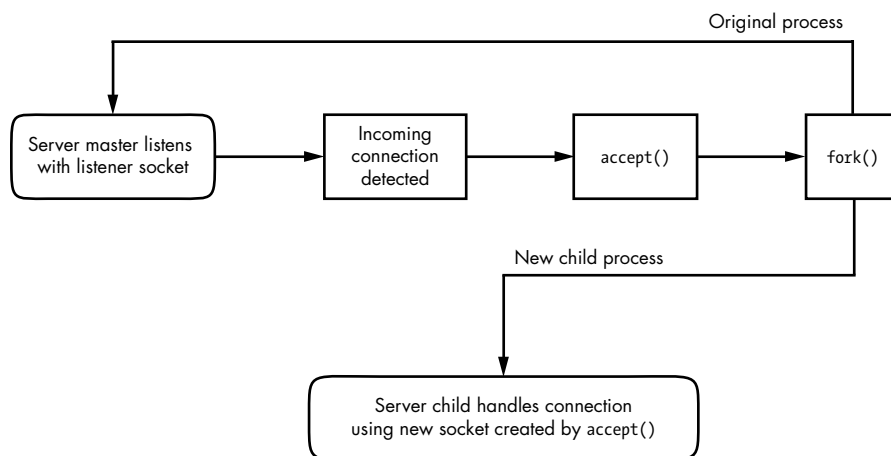 Original process
Server master listens
with listener socket
Incoming
connection
detected
accept()
fork()
New child process
Server child handles connection
using new socket created by accept()